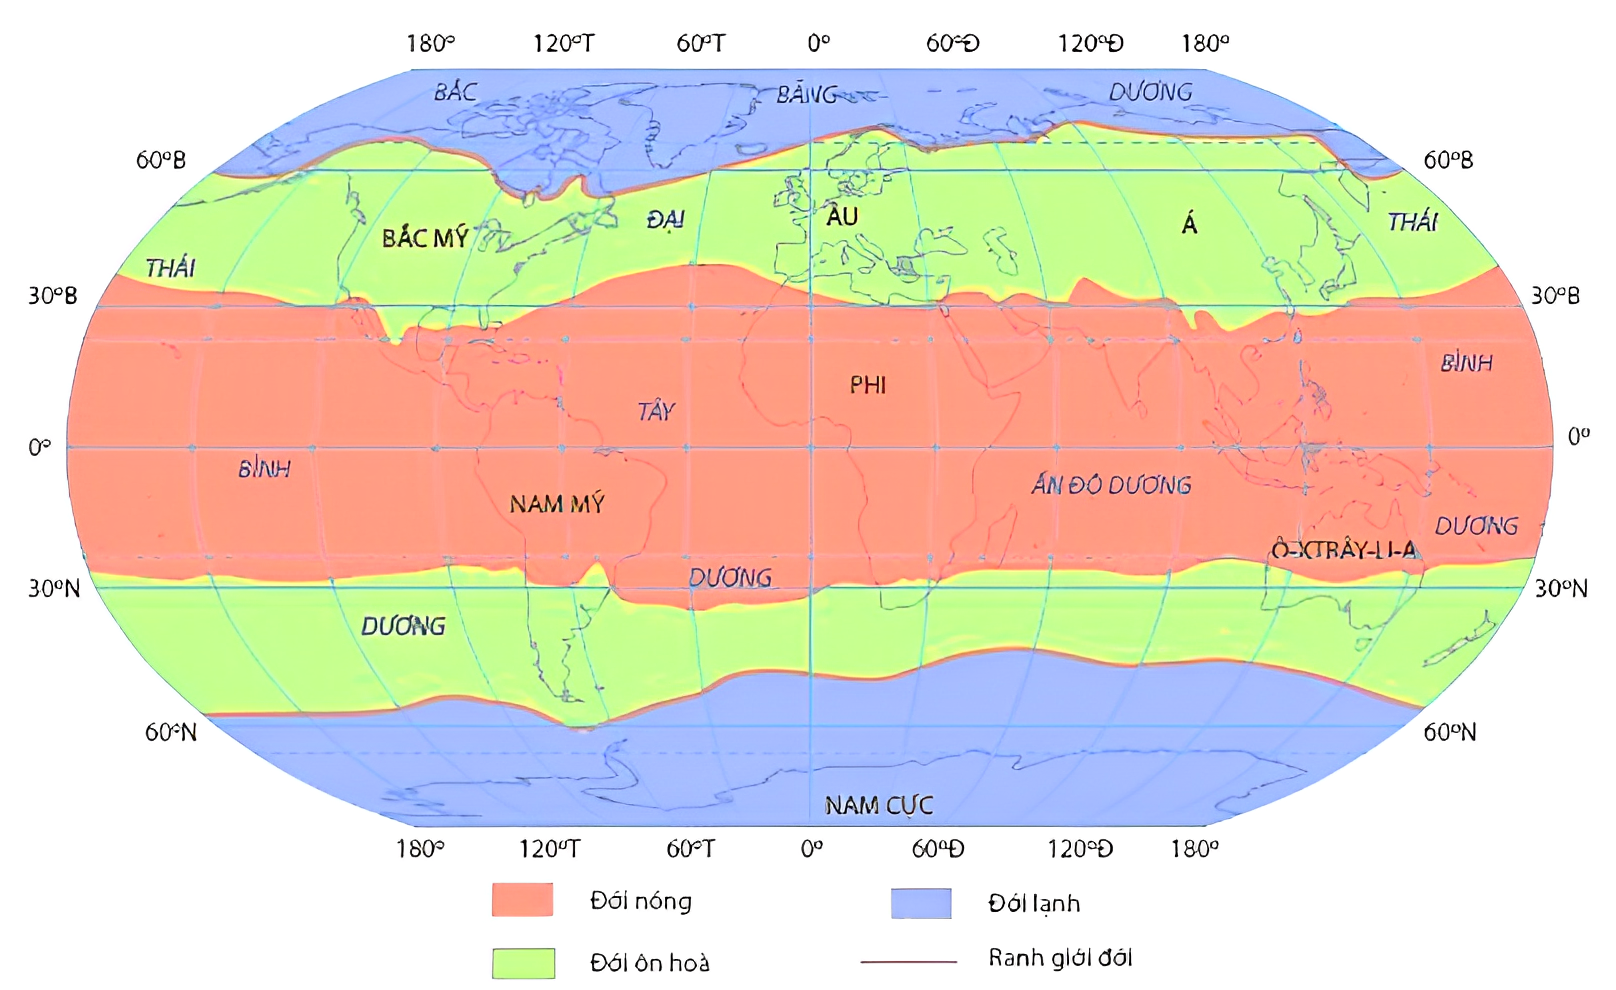 180° 120°T 60°T 0° 60°Đ 120°Đ 180°
BẮC BĂNG DƯƠNG
60°B 60°B
BẮC MỸ ĐẠI ÂU Á THÁI
THÁI
30°B 30°B
BÌNH
PHI
TÂY
0° 0°
BÌNH
ẤN ĐỘ DƯƠNG
NAM MỸ
DƯƠNG
Ô-XTRÂY-LI-A
DƯƠNG
30°N 30°N
DƯƠNG
60°N 60°N
NAM CỰC
180° 120°T 60°T 0° 60°Đ 120°Đ 180°
Đới nóng
Đới lạnh
Đới ôn hoà
Ranh giới đới